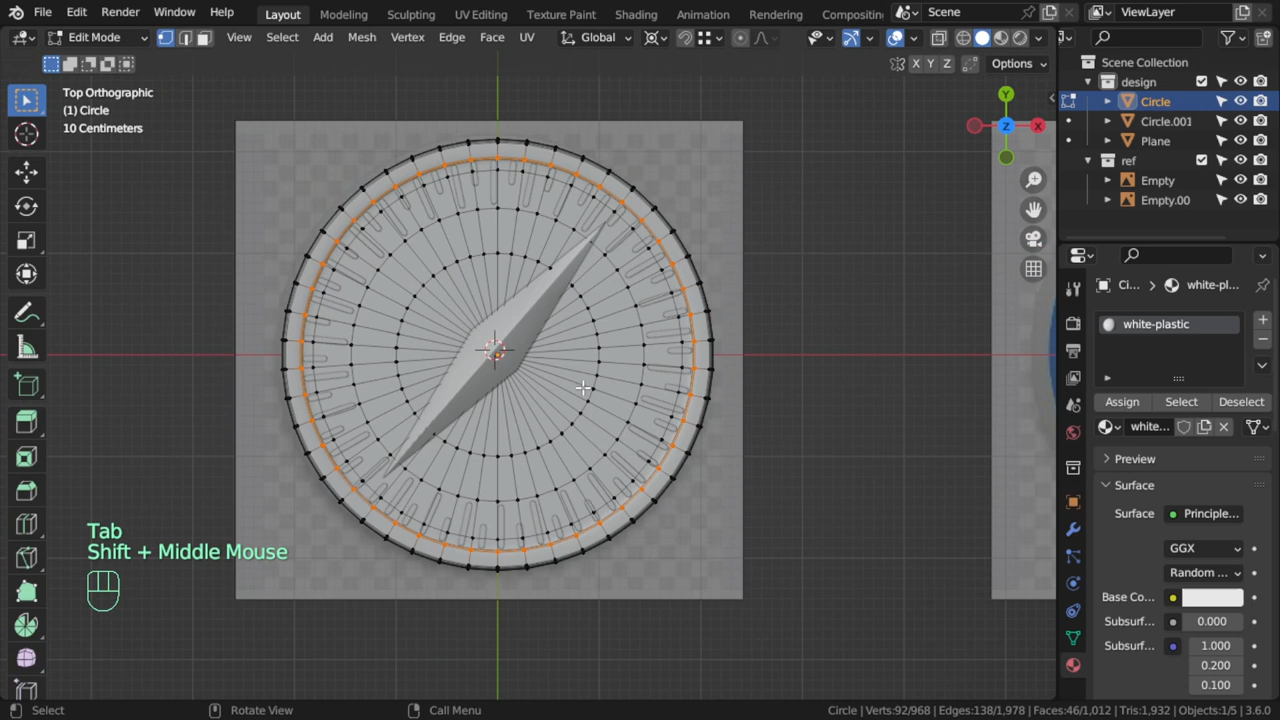 File Edit Render Window Help Layout Modeling Sculpting UV Editing Texture Paint Shading Animation Rendering Compositing Scene ViewLayer
Edit Mode View Select Add Mesh Vertex Edge Face UV Global
X Y Z Options
Top Orthographic
(1) Circle
10 Centimeters
Y
X
Z
Tab
Shift + Middle Mouse
Scene Collection
design
Circle
Circle.001
Plane
ref
Empty
Empty.00
Ci... > white-pl...
white-plastic
Assign Select Deselect
white...
Preview
Surface
Surface Principle...
GGX
Random ...
Base Co...
Subsurf... 0.000
Subsurf... 1.000
0.200
0.100
Select Rotate View Call Menu Circle | Verts:92/968 | Edges:138/1,978 | Faces:46/1,012 | Tris:1,932 | Objects:1/5 | 3.6.0